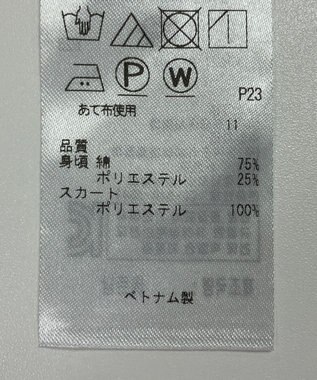 P W
P23
あて布使用
11
品質
身頃 綿 75%
ポリエステル 25%
スカート
ポリエステル 100%
ベトナム製